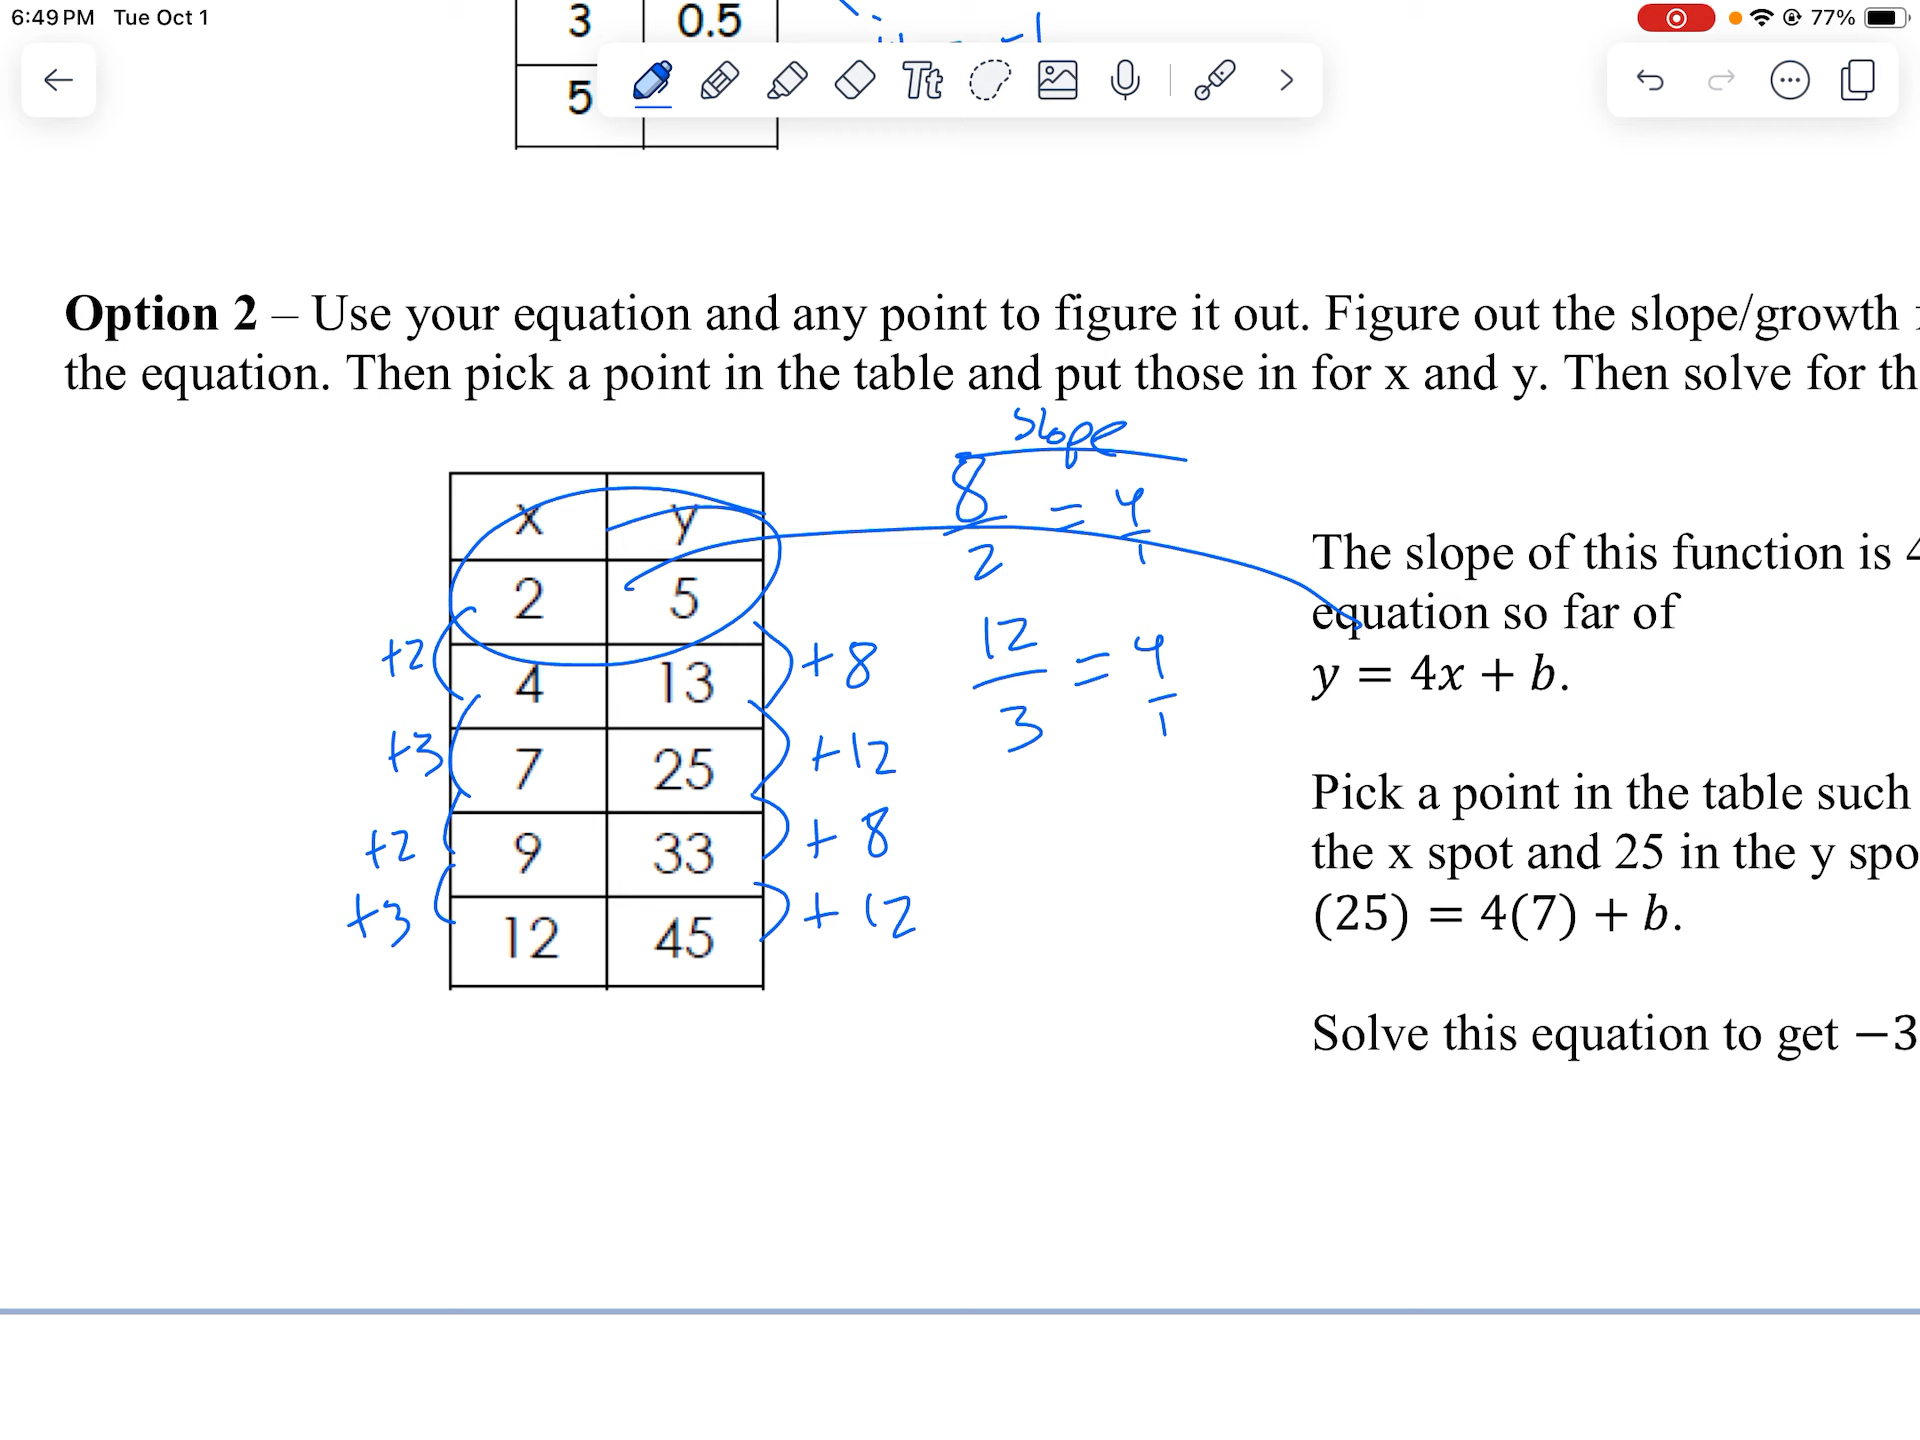 6:49 PM Tue Oct 1
77%
3 0.5
-1
5
Tt
Option 2 – Use your equation and any point to figure it out. Figure out the slope/growth
the equation. Then pick a point in the table and put those in for x and y. Then solve for th
slope
8/2 = 4/1
12/3 = 4/1
x y
2 5
4 13
7 25
9 33
12 45
+2
+3
+2
+3
+8
+12
+8
+12
The slope of this function is 4
equation so far of
y = 4x + b.
Pick a point in the table such
the x spot and 25 in the y spo
(25) = 4(7) + b.
Solve this equation to get −3